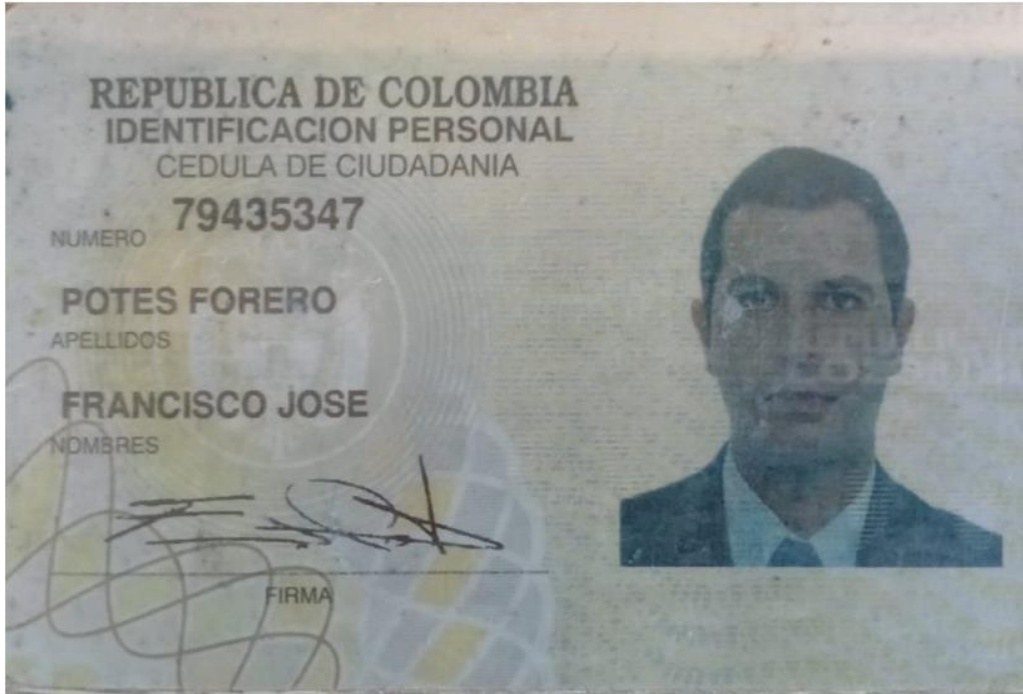 REPUBLICA DE COLOMBIA
IDENTIFICACION PERSONAL
CEDULA DE CIUDADANIA
NUMERO 79435347
POTES FORERO
APELLIDOS
FRANCISCO JOSE
NOMBRES
FIRMA